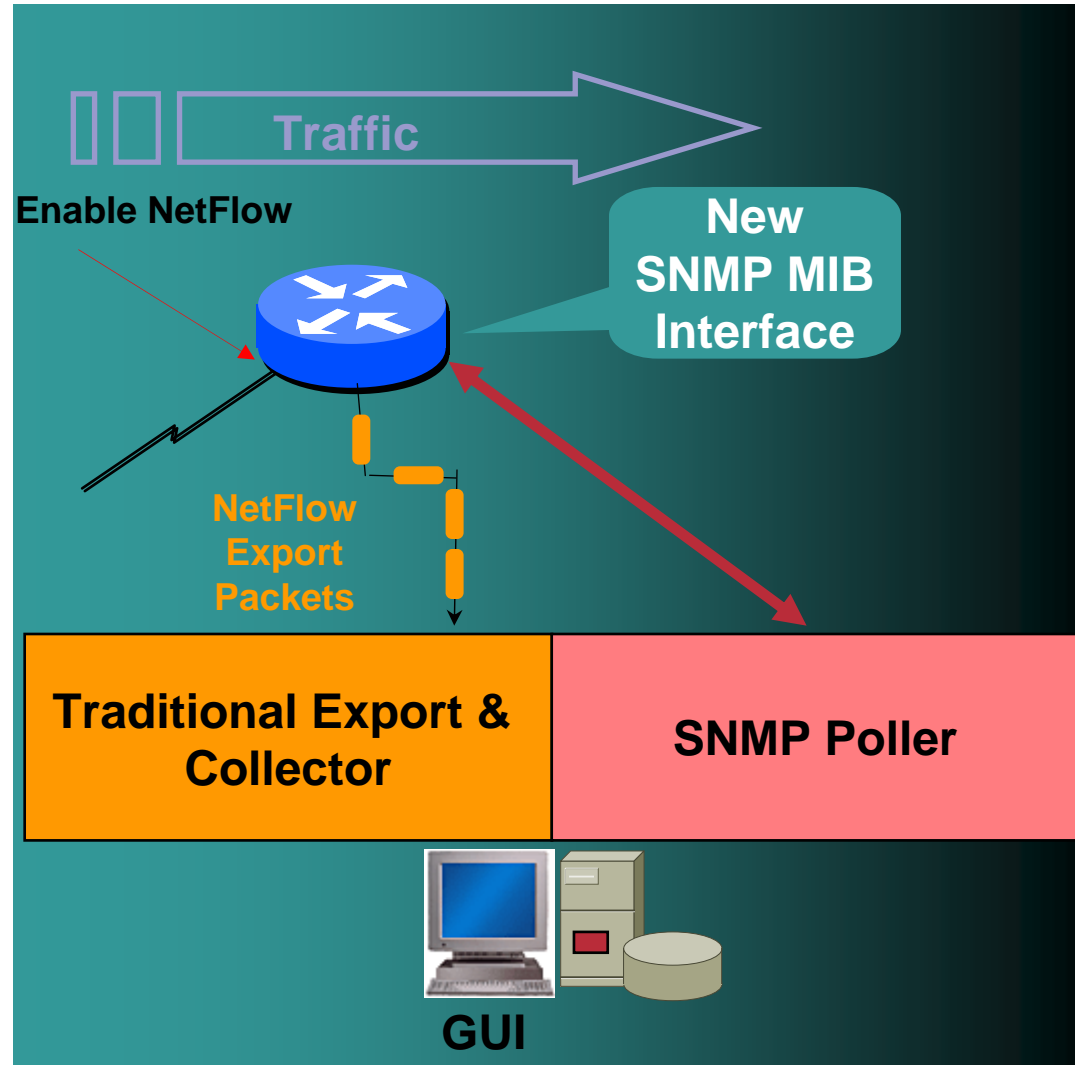 Traffic
Enable NetFlow
New
SNMP MIB
Interface
NetFlow
Export
Packets
Traditional Export &
Collector
SNMP Poller
GUI